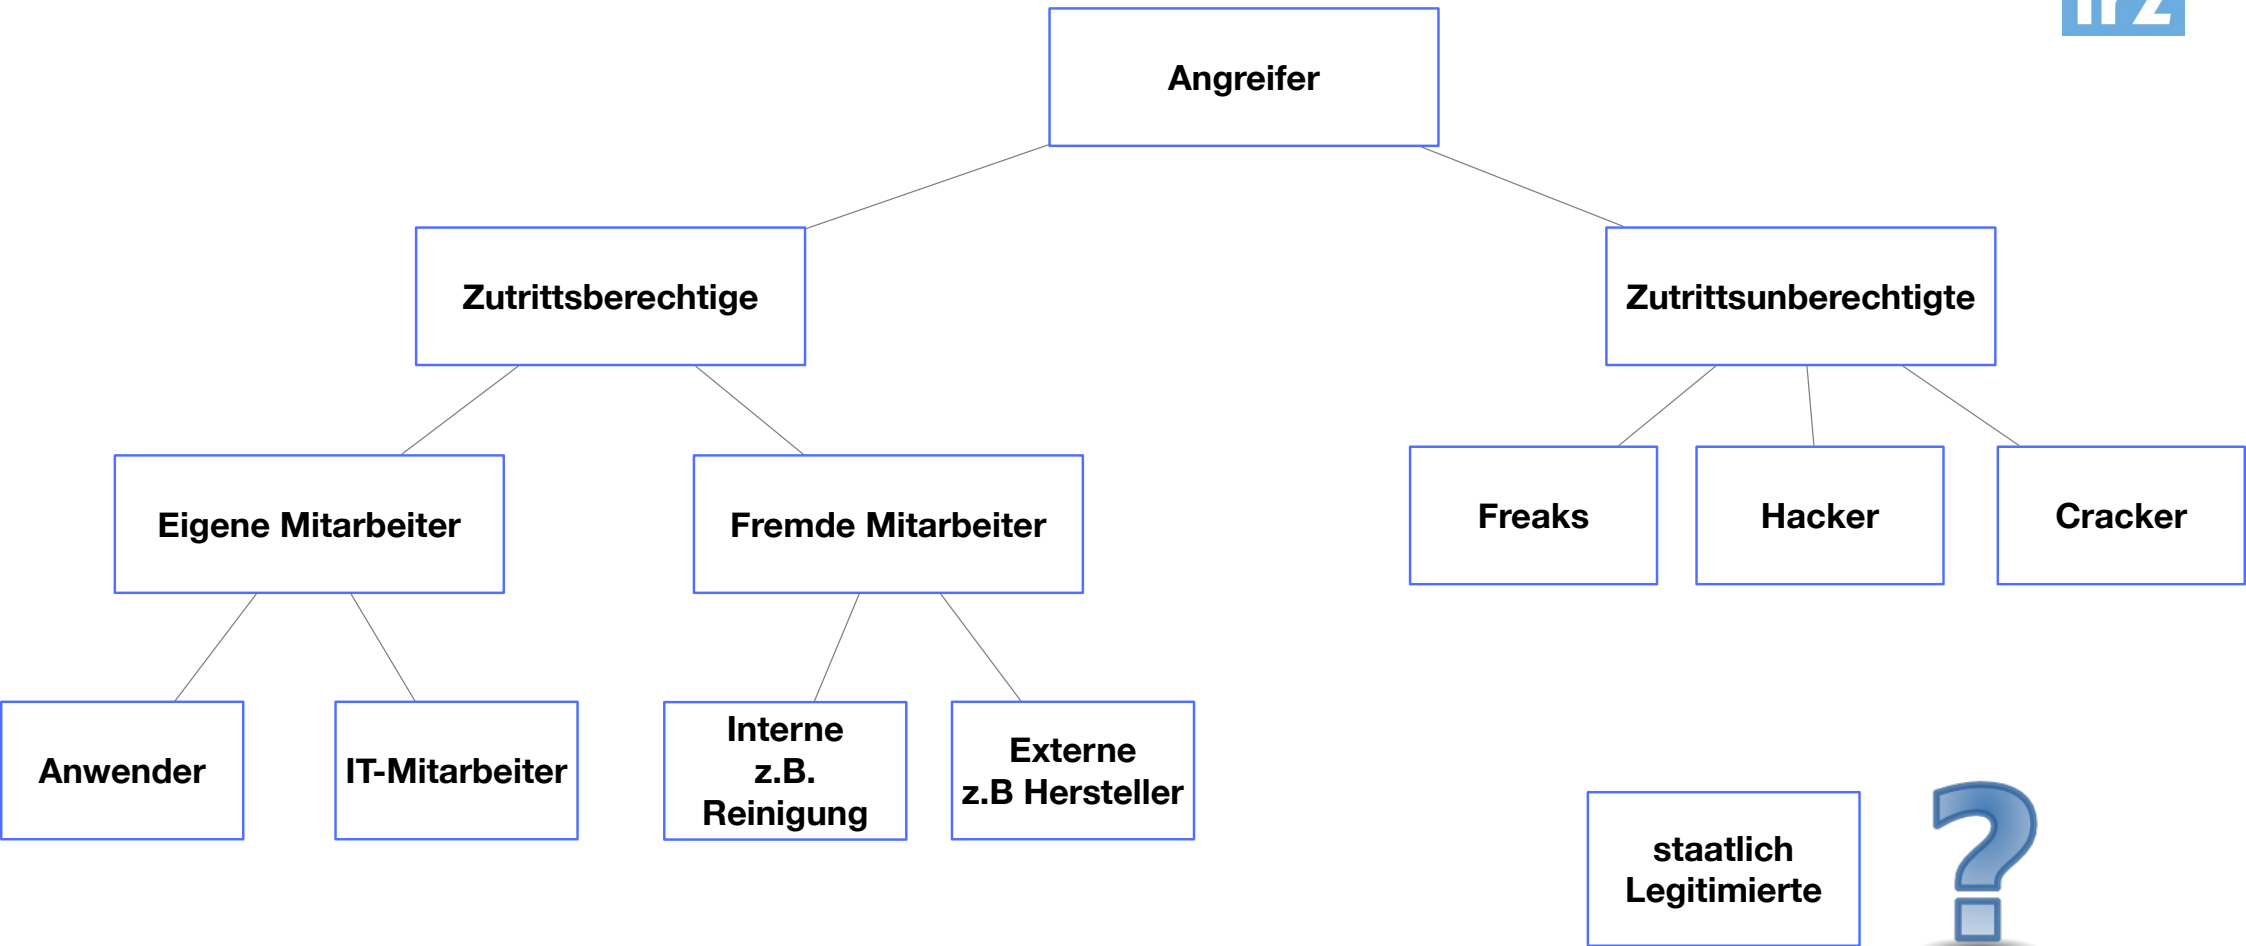 Angreifer
Zutrittsberechtige
Zutrittsunberechtigte
Eigene Mitarbeiter
Fremde Mitarbeiter
Freaks
Hacker
Cracker
Anwender
IT-Mitarbeiter
Interne
z.B.
Reinigung
Externe
z.B Hersteller
staatlich
Legitimierte